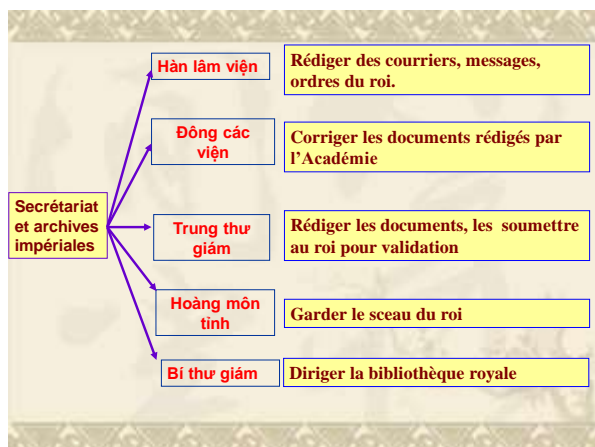 Secrétariat
et archives
impériales
Hàn lâm viện
Rédiger des courriers, messages,
ordres du roi.
Đông các
viện
Corriger les documents rédigés par
l'Académie
Trung thư
giám
Rédiger les documents, les soumettre
au roi pour validation
Hoàng môn
tỉnh
Garder le sceau du roi
Bí thư giám
Diriger la bibliothèque royale